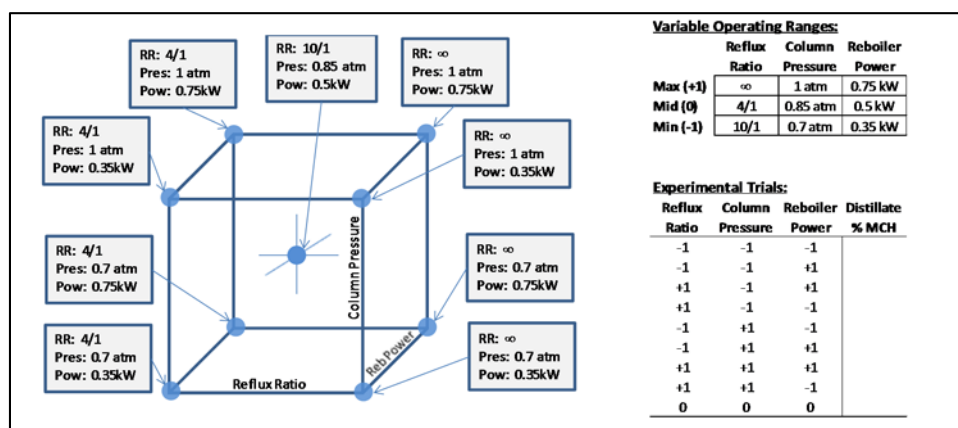 RR: 4/1
Pres: 1 atm
Pow: 0.75kW
RR: 10/1
Pres: 0.85 atm
Pow: 0.5kW
RR: ∞
Pres: 1 atm
Pow: 0.75kW
RR: 4/1
Pres: 1 atm
Pow: 0.35kW
RR: ∞
Pres: 1 atm
Pow: 0.35kW
RR: 4/1
Pres: 0.7 atm
Pow: 0.75kW
RR: ∞
Pres: 0.7 atm
Pow: 0.75kW
RR: 4/1
Pres: 0.7 atm
Pow: 0.35kW
RR: ∞
Pres: 0.7 atm
Pow: 0.35kW
Column Pressure
Reb Power
Reflux Ratio
Variable Operating Ranges:
Reflux Column Reboiler
Ratio Pressure Power
Max (+1) ∞ 1 atm 0.75 kW
Mid (0) 4/1 0.85 atm 0.5 kW
Min (-1) 10/1 0.7 atm 0.35 kW
Experimental Trials:
Reflux Column Reboiler Distillate
Ratio Pressure Power % MCH
-1 -1 -1
-1 -1 +1
+1 -1 +1
+1 -1 -1
-1 +1 -1
-1 +1 +1
+1 +1 +1
+1 +1 -1
0 0 0